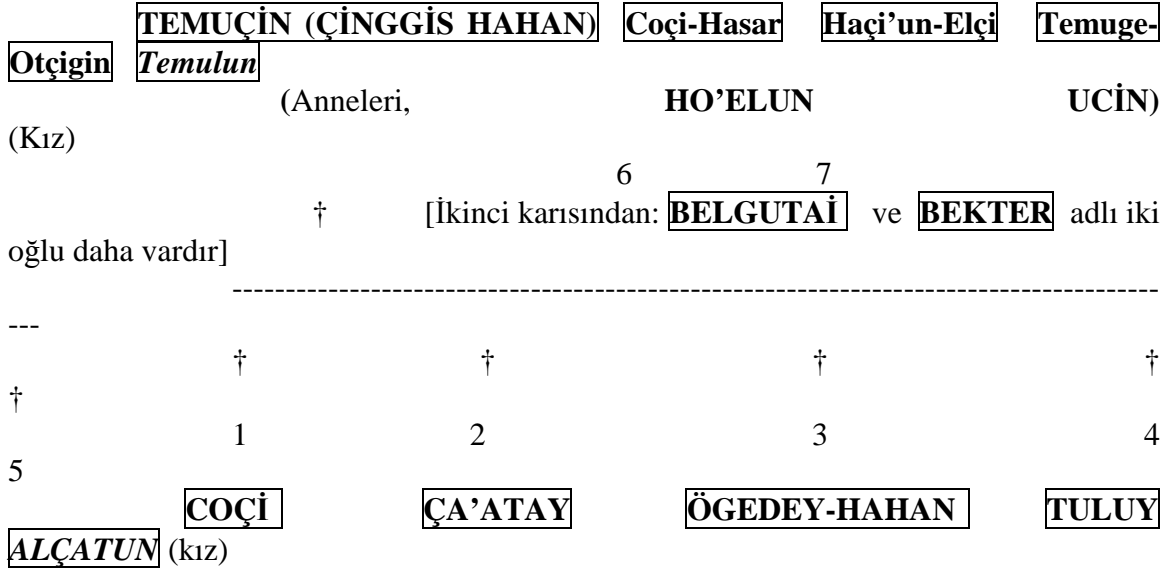 TEMUÇİN (ÇİNGGİS HAHAN) Coçi-Hasar Haçi’un-Elçi Temuge-
Otçigin Temulun
(Anneleri, HO’ELUN UCİN)
(Kız)
6 7
† [İkinci karısından: BELGUTAİ ve BEKTER adlı iki
oğlu daha vardır]
---------------------------------------------------------------------------------------
---
† † † †
†
1 2 3 4
5
COÇİ ÇA’ATAY ÖGEDEY-HAHAN TULUY
ALÇATUN (kız)